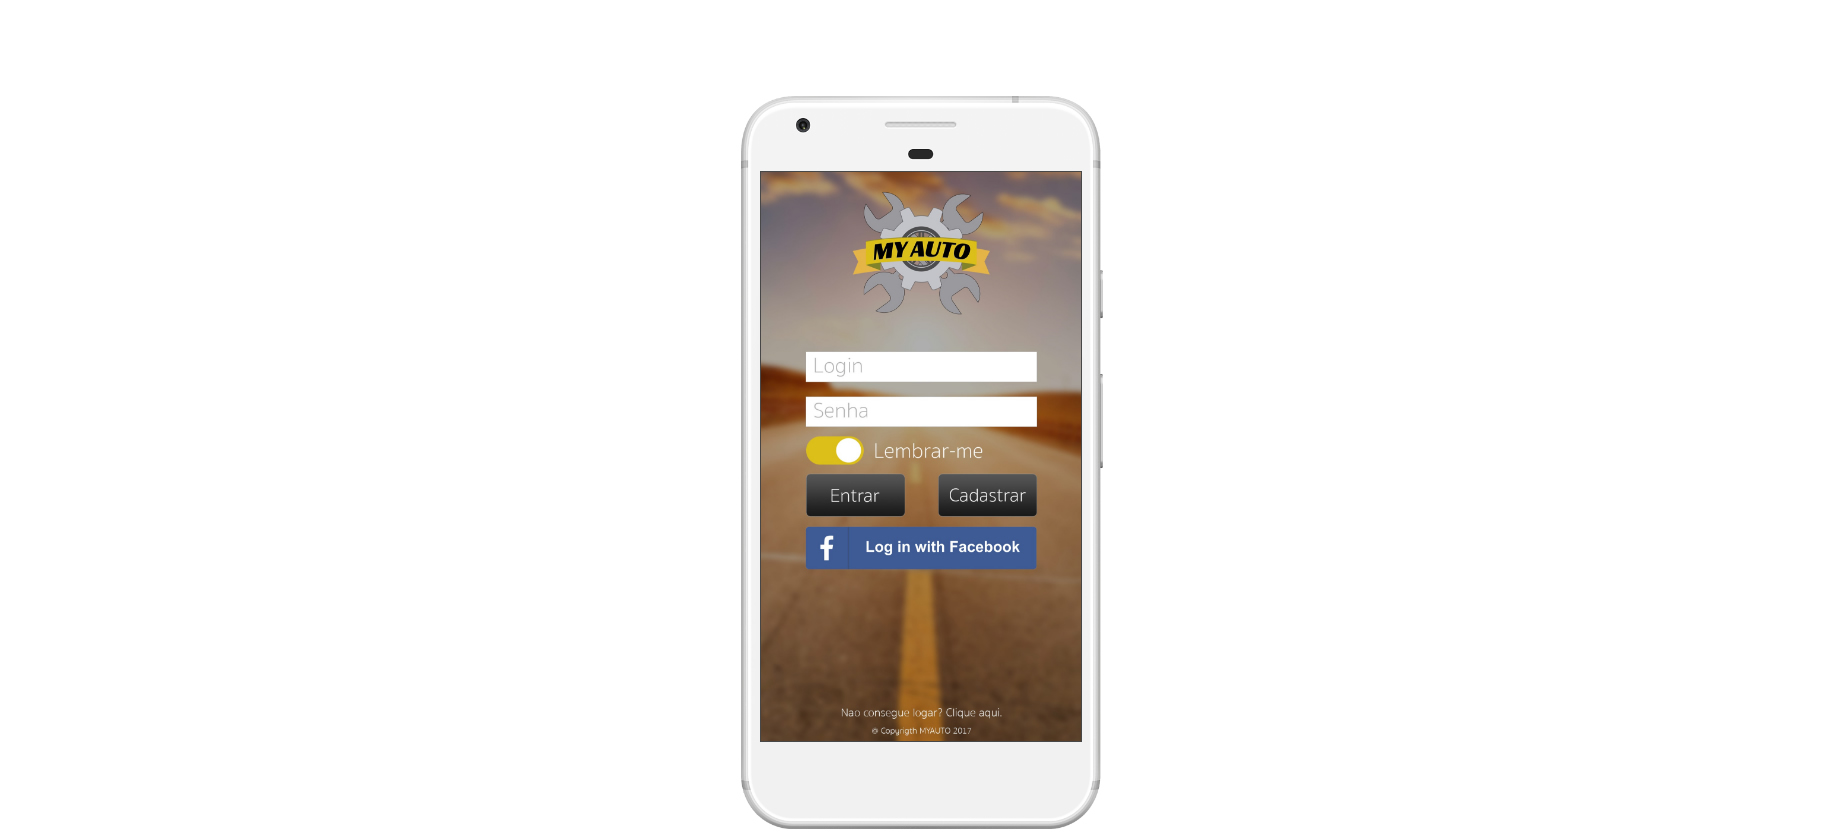 MY AUTO
Login
Senha
Lembrar-me
Entrar
Cadastrar
Log in with Facebook
Nao consegue logar? Clique aqui.
© Copyrigth MYAUTO 2017